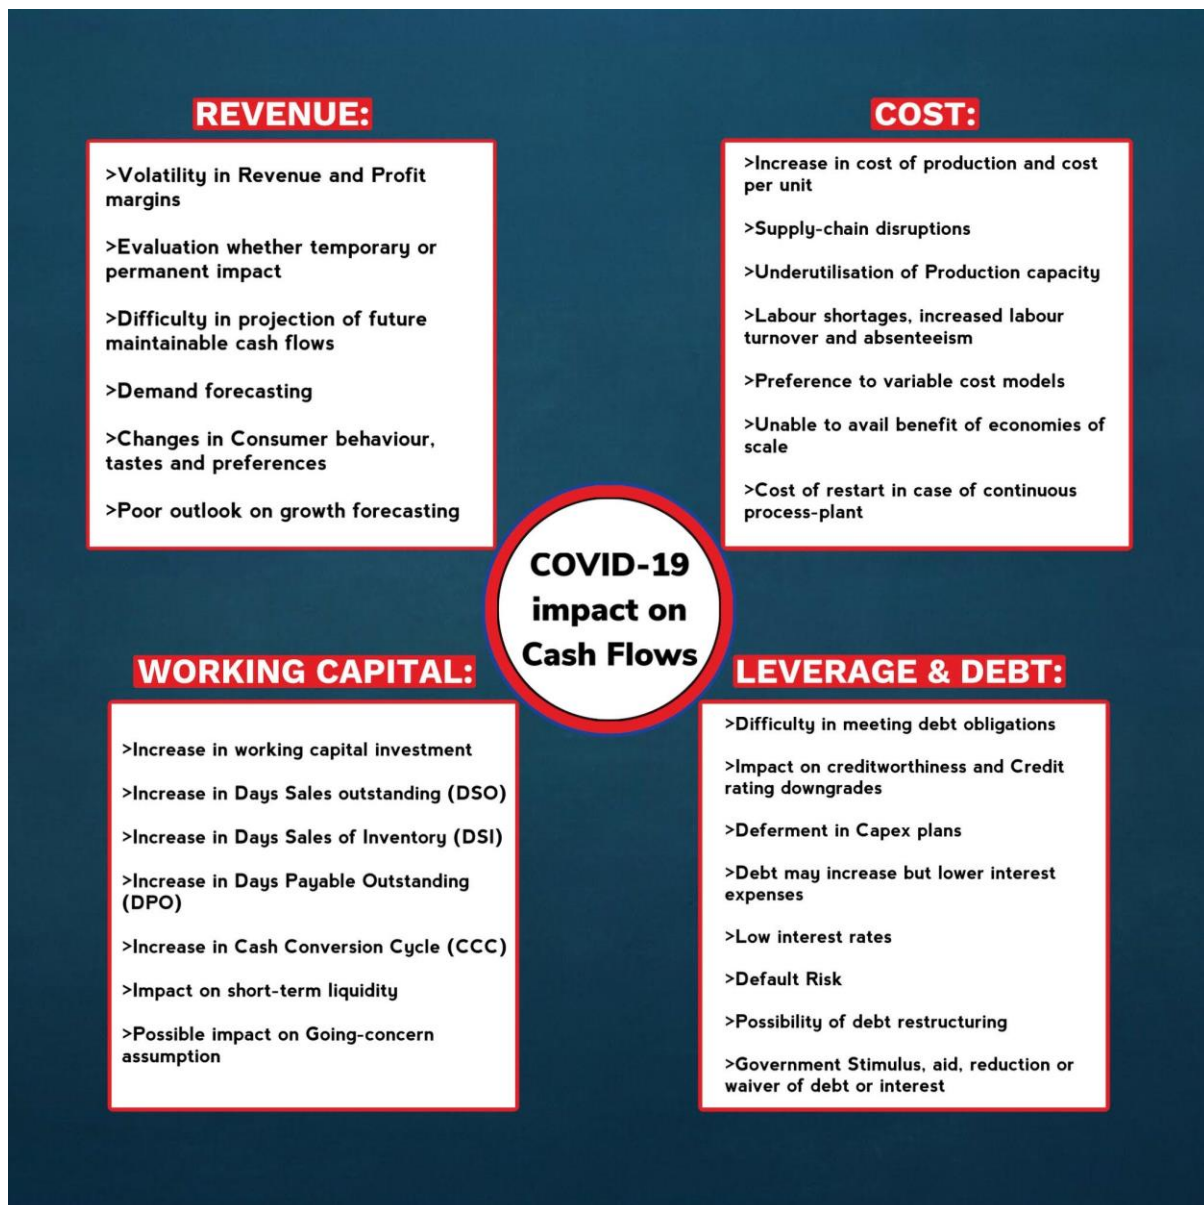 REVENUE:
>Volatility in Revenue and Profit
margins
>Evaluation whether temporary or
permanent impact
>Difficulty in projection of future
maintainable cash flows
>Demand forecasting
>Changes in Consumer behaviour,
tastes and preferences
>Poor outlook on growth forecasting
COST:
>Increase in cost of production and cost
per unit
>Supply-chain disruptions
>Underutilisation of Production capacity
>Labour shortages, increased labour
turnover and absenteeism
>Preference to variable cost models
>Unable to avail benefit of economies of
scale
>Cost of restart in case of continuous
process-plant
COVID-19
impact on
Cash Flows
WORKING CAPITAL:
>Increase in working capital investment
>Increase in Days Sales outstanding (DSO)
>Increase in Days Sales of Inventory (DSI)
>Increase in Days Payable Outstanding
(DPO)
>Increase in Cash Conversion Cycle (CCC)
>Impact on short-term liquidity
>Possible impact on Going-concern
assumption
LEVERAGE & DEBT:
>Difficulty in meeting debt obligations
>Impact on creditworthiness and Credit
rating downgrades
>Deferment in Capex plans
>Debt may increase but lower interest
expenses
>Low interest rates
>Default Risk
>Possibility of debt restructuring
>Government Stimulus, aid, reduction or
waiver of debt or interest